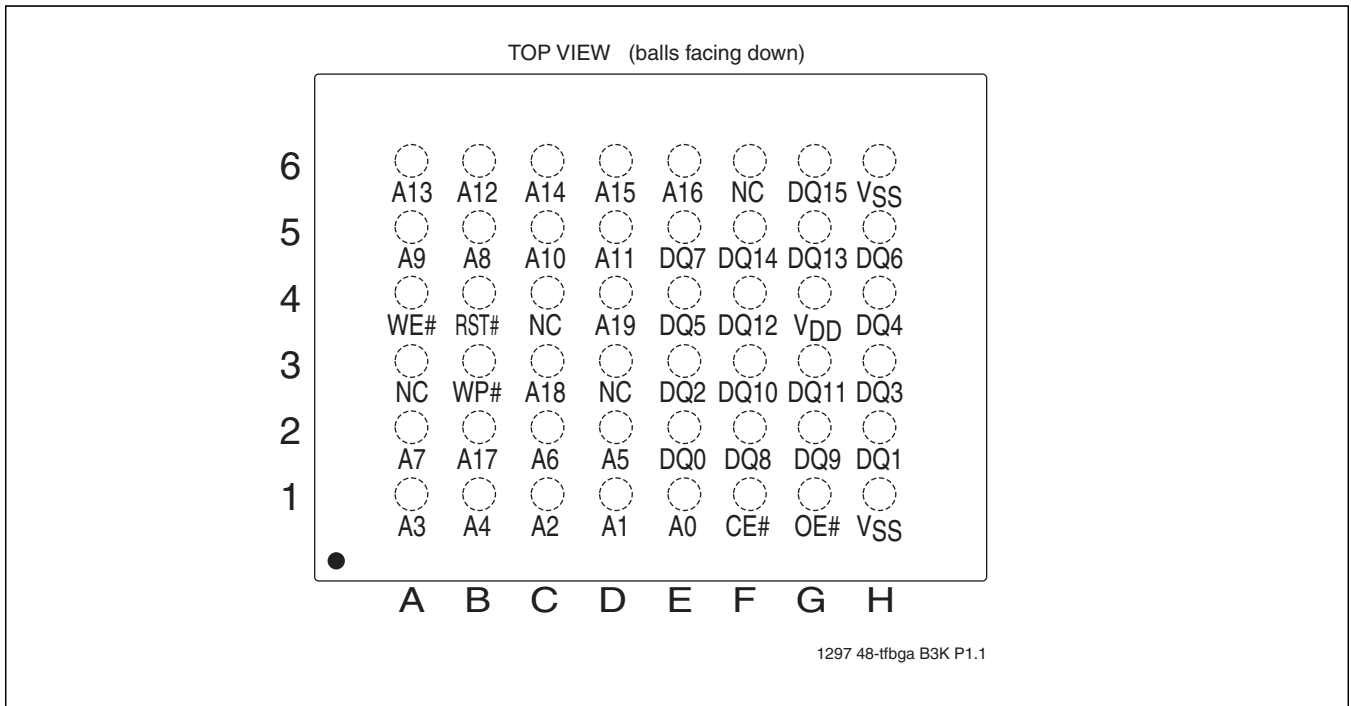 TOP VIEW (balls facing down)
6
A13 A12 A14 A15 A16 NC DQ15 VSS
5
A9 A8 A10 A11 DQ7 DQ14 DQ13 DQ6
4
WE# RST# NC A19 DQ5 DQ12 VDD DQ4
3
NC WP# A18 NC DQ2 DQ10 DQ11 DQ3
2
A7 A17 A6 A5 DQ0 DQ8 DQ9 DQ1
1
A3 A4 A2 A1 A0 CE# OE# VSS
A B C D E F G H
1297 48-tfbga B3K P1.1